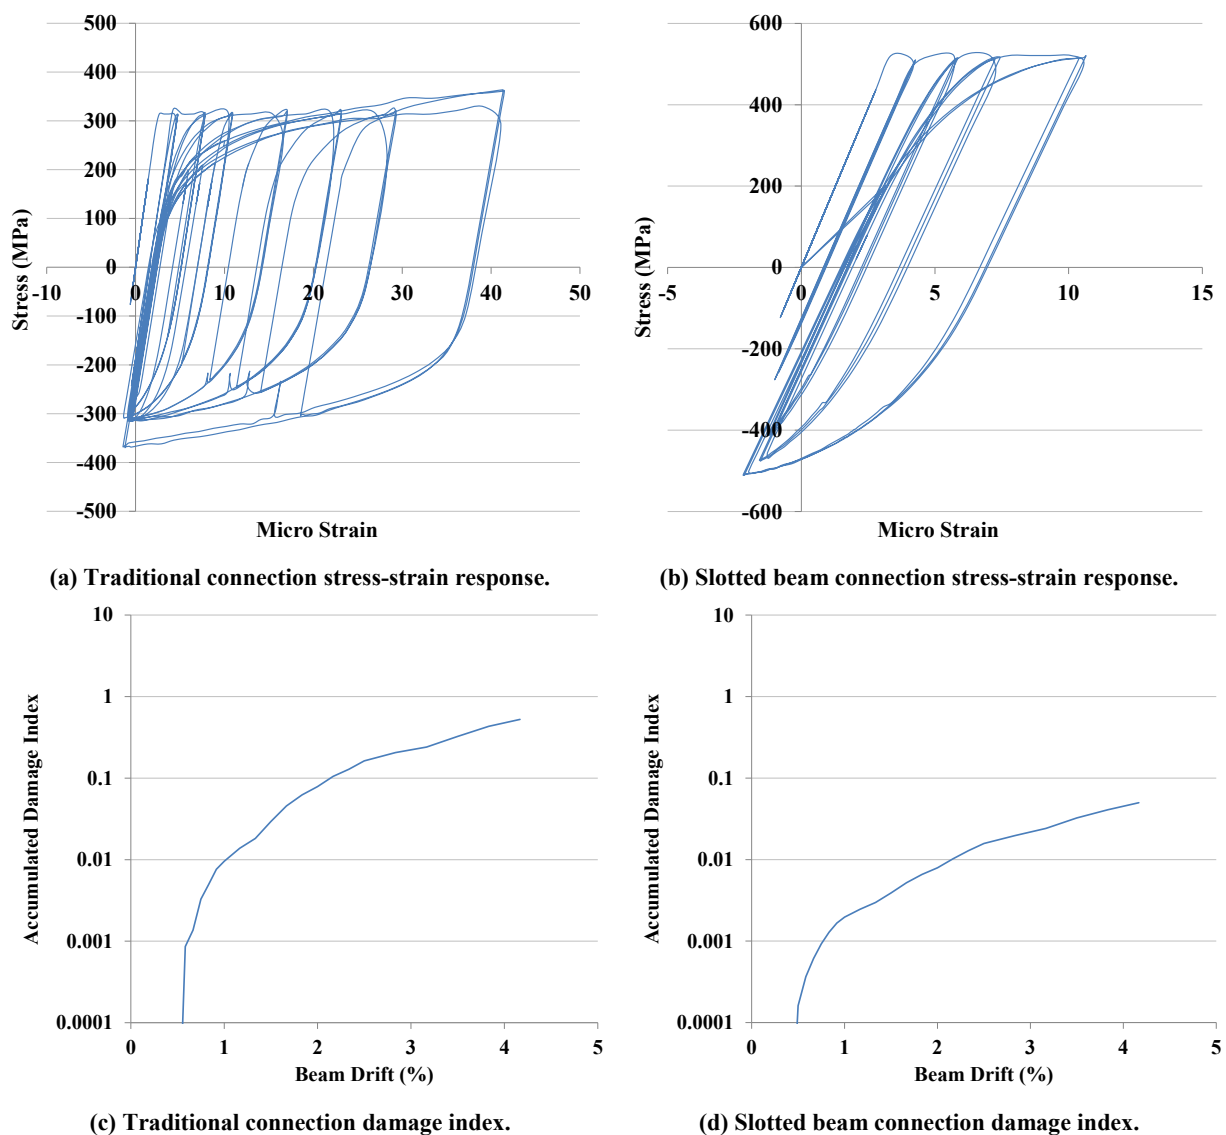 500
400
300
200
100
0
-100
-200
-300
-400
-500
-10 0 10 20 30 40 50
Stress (MPa)
Micro Strain
(a) Traditional connection stress-strain response.
600
400
200
0
-200
-400
-600
-5 0 5 10 15
Stress (MPa)
Micro Strain
(b) Slotted beam connection stress-strain response.
10
1
0.1
0.01
0.001
0.0001
0 1 2 3 4 5
Accumulated Damage Index
Beam Drift (%)
(c) Traditional connection damage index.
10
1
0.1
0.01
0.001
0.0001
0 1 2 3 4 5
Accumulated Damage Index
Beam Drift (%)
(d) Slotted beam connection damage index.